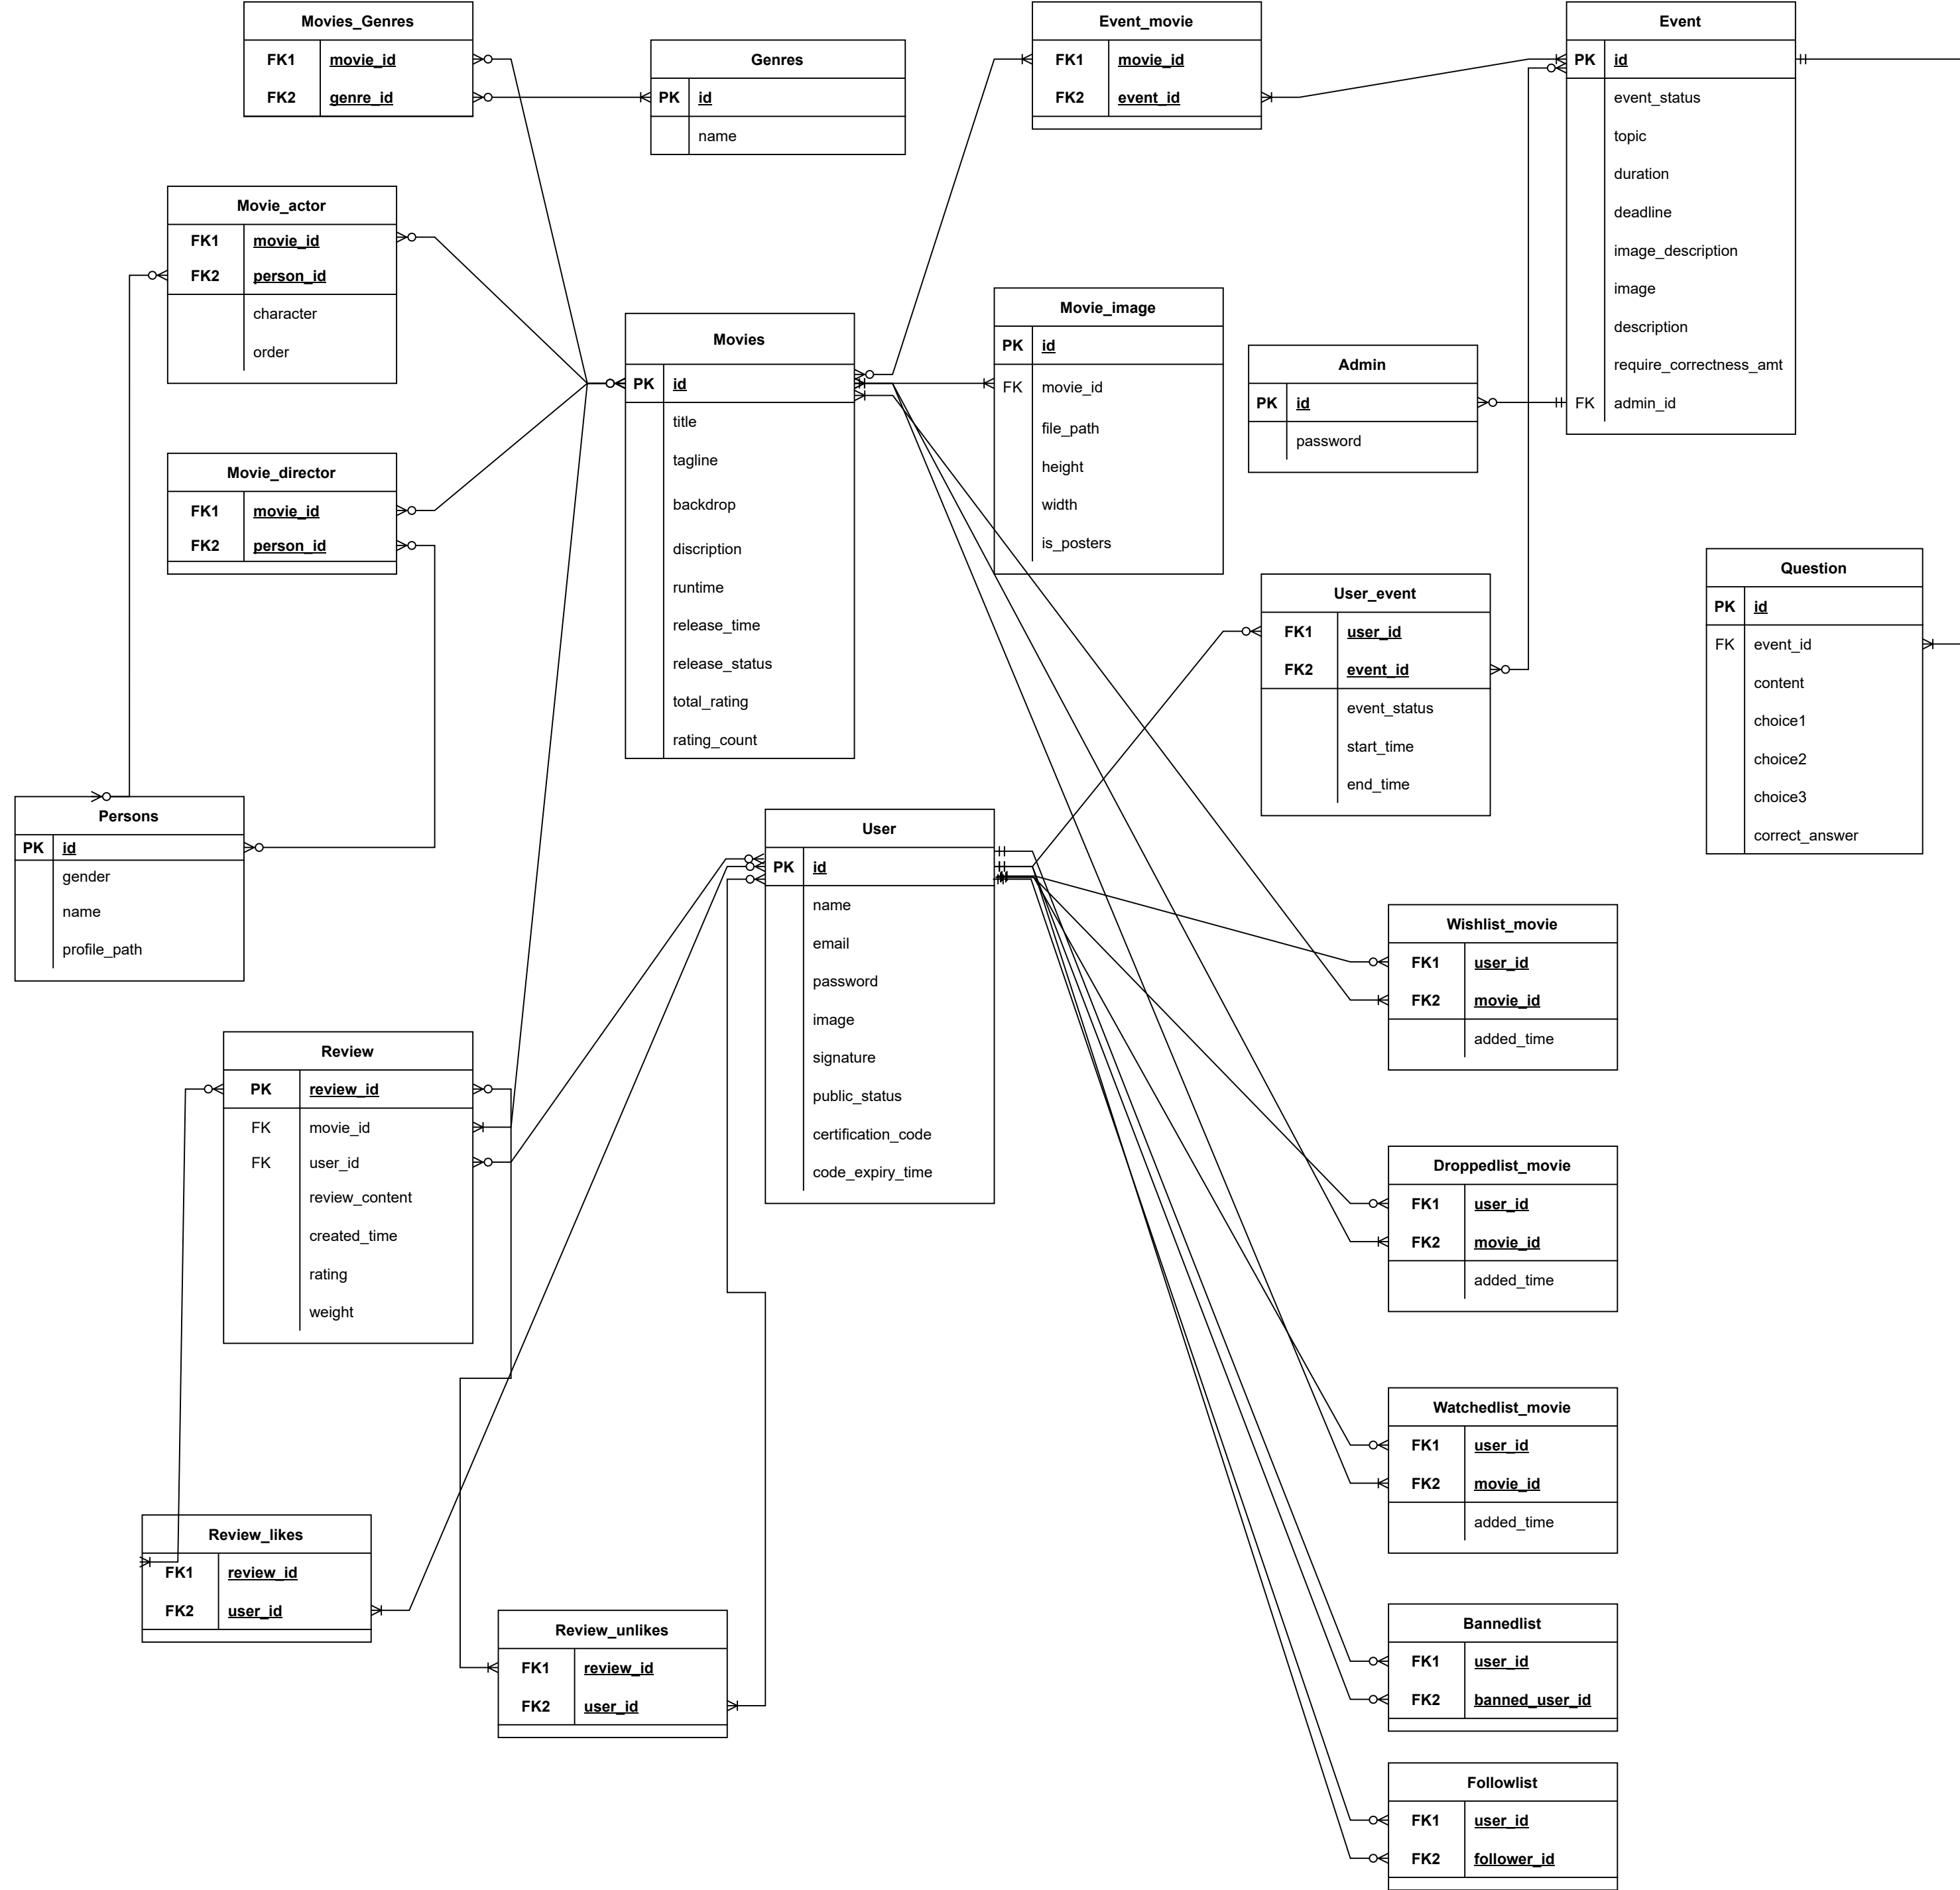 Movies_Genres
FK1 movie_id
FK2 genre_id
Genres
PK id
name
Event_movie
FK1 movie_id
FK2 event_id
Event
PK id
event_status
topic
duration
deadline
image_description
image
description
require_correctness_amt
FK admin_id
Movie_actor
FK1 movie_id
FK2 person_id
character
order
Movies
PK id
title
tagline
backdrop
discription
runtime
release_time
release_status
total_rating
rating_count
Movie_image
PK id
FK movie_id
file_path
height
width
is_posters
Admin
PK id
password
Movie_director
FK1 movie_id
FK2 person_id
User_event
FK1 user_id
FK2 event_id
event_status
start_time
end_time
Question
PK id
FK event_id
content
choice1
choice2
choice3
correct_answer
Persons
PK id
gender
name
profile_path
User
PK id
name
email
password
image
signature
public_status
certification_code
code_expiry_time
Wishlist_movie
FK1 user_id
FK2 movie_id
added_time
Review
PK review_id
FK movie_id
FK user_id
review_content
created_time
rating
weight
Droppedlist_movie
FK1 user_id
FK2 movie_id
added_time
Watchedlist_movie
FK1 user_id
FK2 movie_id
added_time
Review_likes
FK1 review_id
FK2 user_id
Review_unlikes
FK1 review_id
FK2 user_id
Bannedlist
FK1 user_id
FK2 banned_user_id
Followlist
FK1 user_id
FK2 follower_id